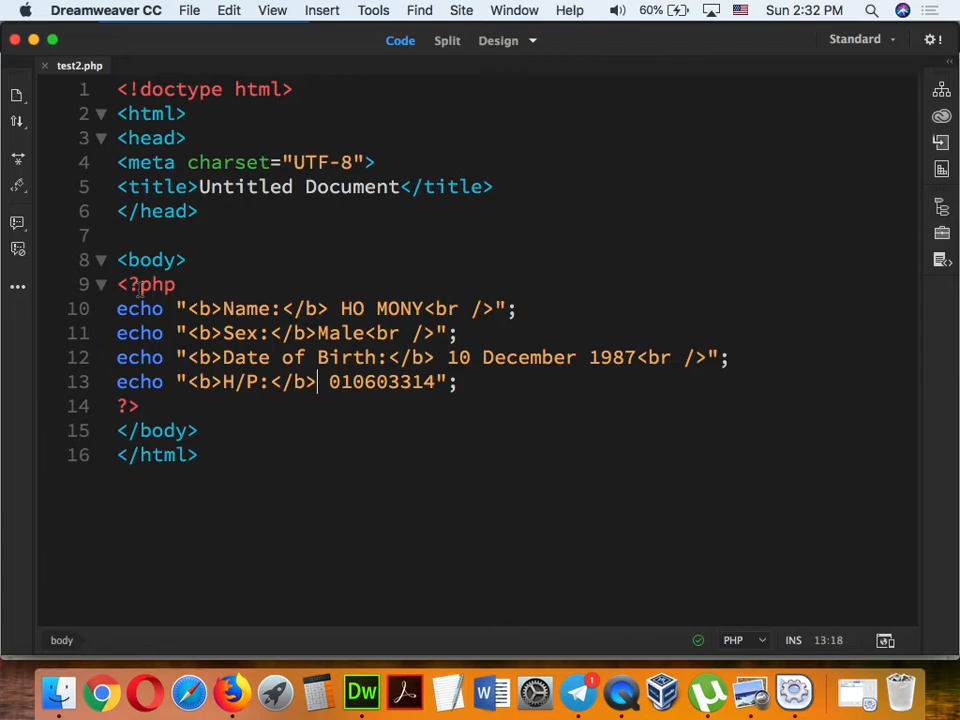 Dreamweaver CC File Edit View Insert Format Tools Find Site Window Help 60% Sun 2:32 PM
Code Split Design Standard
test2.php
1 <!doctype html>
2 <html>
3 <head>
4 <meta charset="UTF-8">
5 <title>Untitled Document</title>
6 </head>
7
8 <body>
9 <?php
10 echo "<b>Name:</b> HO MONY<br />";
11 echo "<b>Sex:</b>Male<br />";
12 echo "<b>Date of Birth:</b> 10 December 1987<br />";
13 echo "<b>H/P:</b> 010603314";
14 ?>
15 </body>
16 </html>
body PHP INS 13:18
Dw W 1